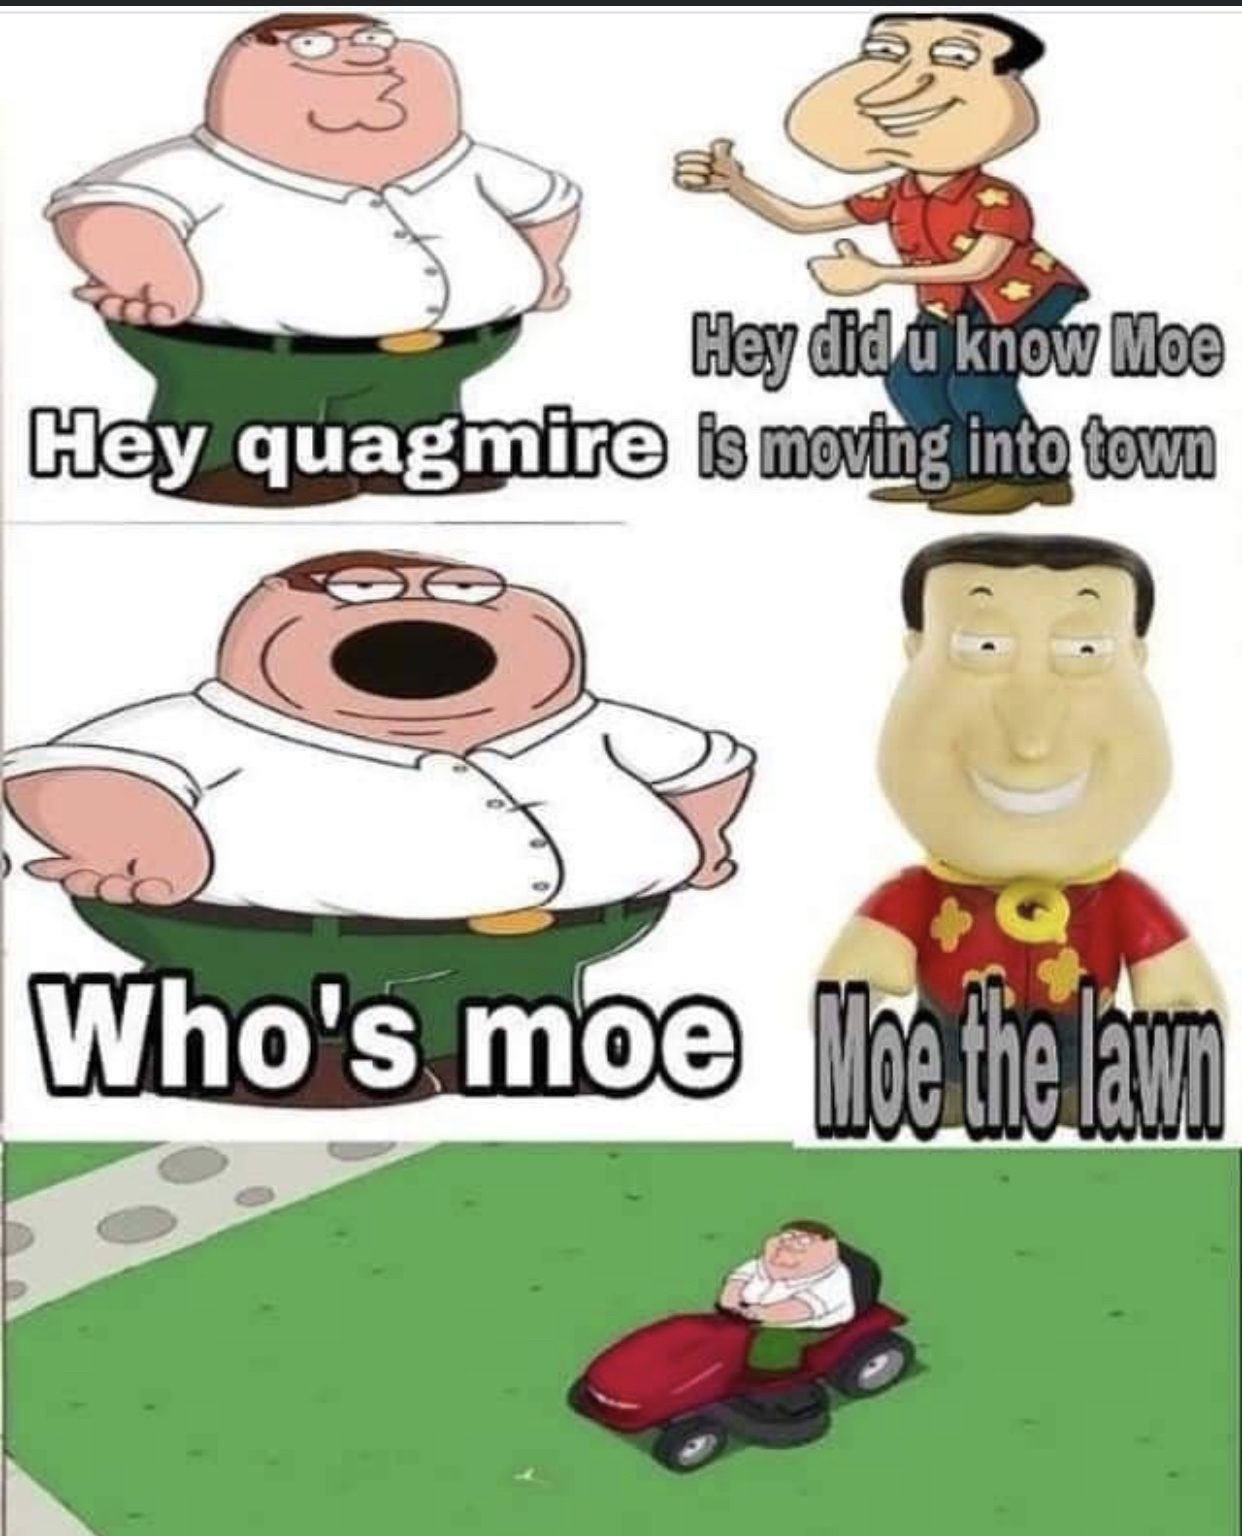 Hey quagmire
Hey did u know Moe
is moving into town
Who's moe
Moe the lawn